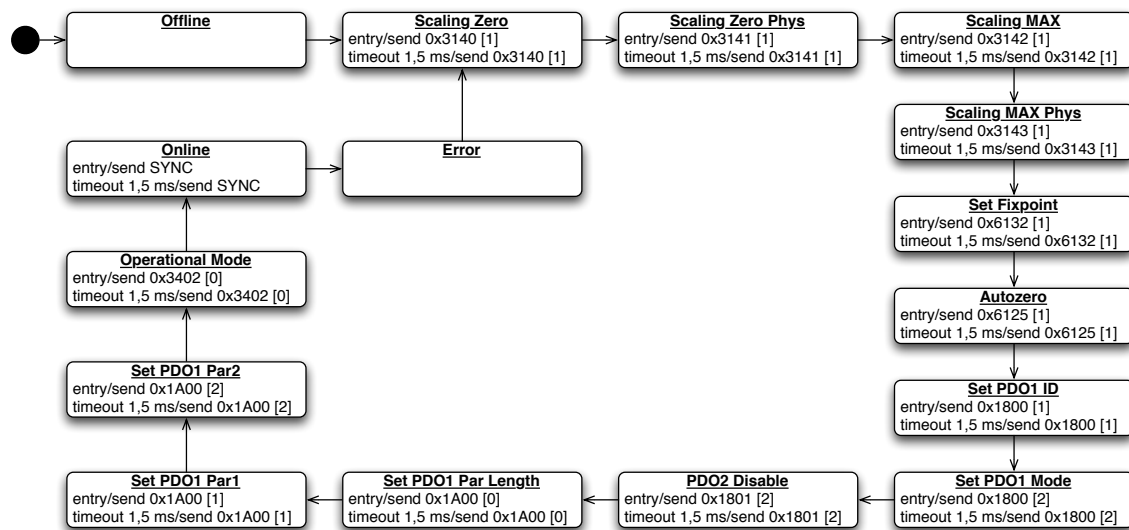 Offline
Scaling Zero
entry/send 0x3140 [1]
timeout 1,5 ms/send 0x3140 [1]
Scaling Zero Phys
entry/send 0x3141 [1]
timeout 1,5 ms/send 0x3141 [1]
Scaling MAX
entry/send 0x3142 [1]
timeout 1,5 ms/send 0x3142 [1]
Scaling MAX Phys
entry/send 0x3143 [1]
timeout 1,5 ms/send 0x3143 [1]
Set Fixpoint
entry/send 0x6132 [1]
timeout 1,5 ms/send 0x6132 [1]
Autozero
entry/send 0x6125 [1]
timeout 1,5 ms/send 0x6125 [1]
Set PDO1 ID
entry/send 0x1800 [1]
timeout 1,5 ms/send 0x1800 [1]
Set PDO1 Mode
entry/send 0x1800 [2]
timeout 1,5 ms/send 0x1800 [2]
PDO2 Disable
entry/send 0x1801 [2]
timeout 1,5 ms/send 0x1801 [2]
Set PDO1 Par Length
entry/send 0x1A00 [0]
timeout 1,5 ms/send 0x1A00 [0]
Set PDO1 Par1
entry/send 0x1A00 [1]
timeout 1,5 ms/send 0x1A00 [1]
Set PDO1 Par2
entry/send 0x1A00 [2]
timeout 1,5 ms/send 0x1A00 [2]
Operational Mode
entry/send 0x3402 [0]
timeout 1,5 ms/send 0x3402 [0]
Online
entry/send SYNC
timeout 1,5 ms/send SYNC
Error